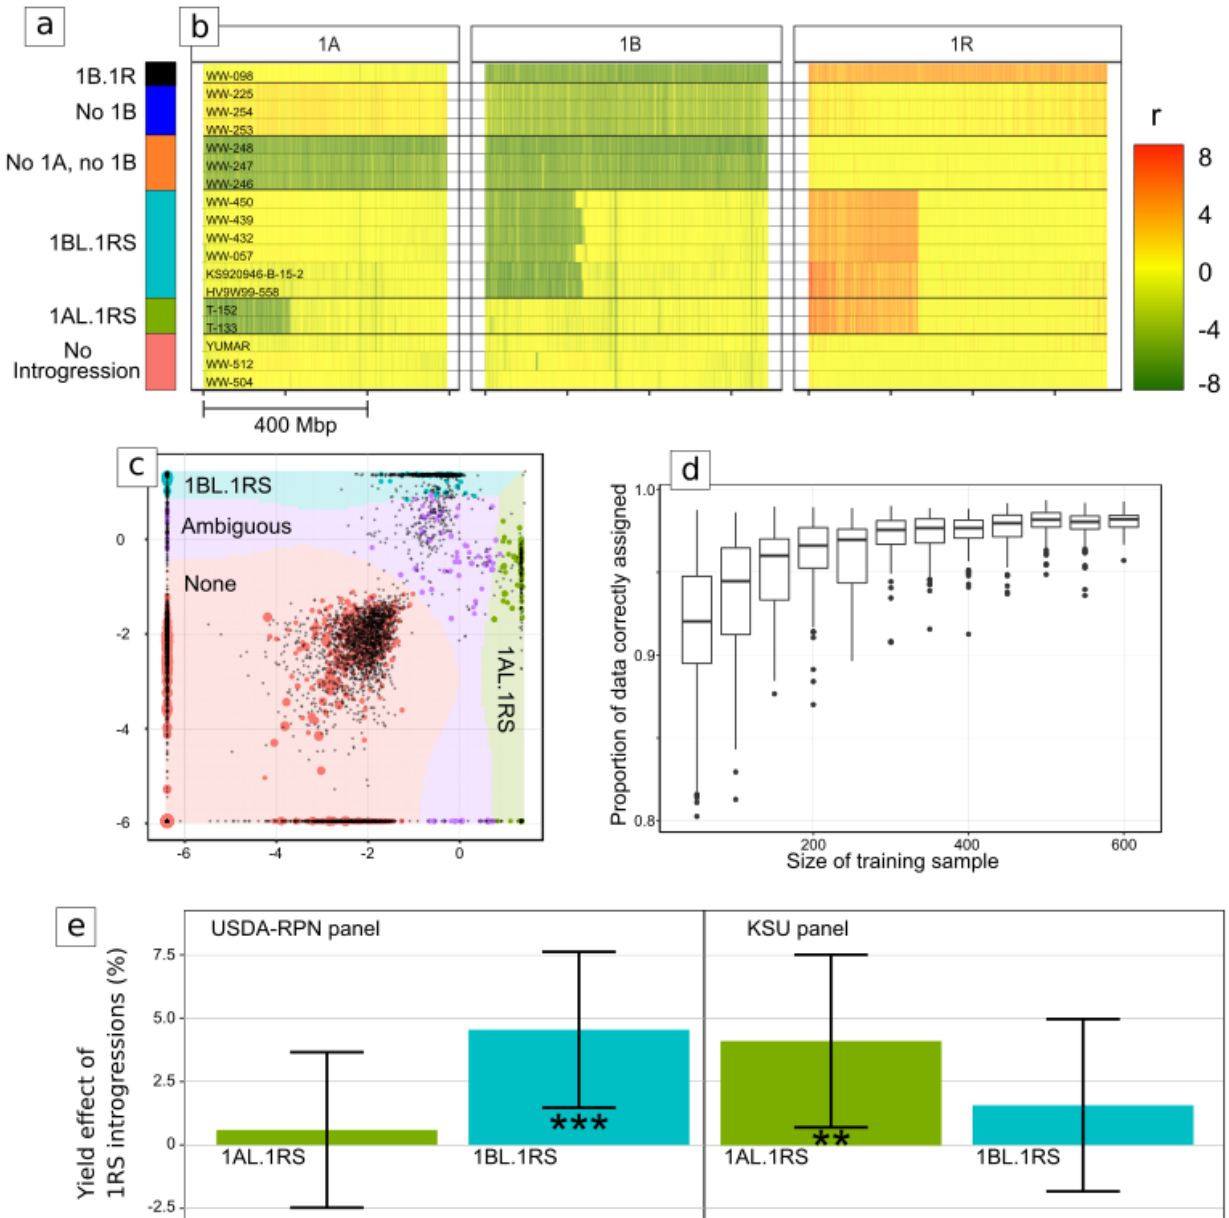 a
b
1A
1B
1R
1B.1R
No 1B
No 1A, no 1B
1BL.1RS
1AL.1RS
No
Introgression
WW-098
WW-225
WW-254
WW-253
WW-248
WW-247
WW-246
WW-450
WW-439
WW-432
WW-057
KS920946-B-15-2
HV9W99-558
T-152
T-133
YUMAR
WW-512
WW-504
400 Mbp
r
8
4
0
-4
-8
c
1BL.1RS
Ambiguous
None
1AL.1RS
0
-2
-4
-6
-6 -4 -2 0
d
Proportion of data correctly assigned
1.0
0.9
0.8
200 400 600
Size of training sample
e
Yield effect of
1RS introgressions (%)
USDA-RPN panel
KSU panel
7.5
5.0
2.5
0
-2.5
*** **
1AL.1RS 1BL.1RS 1AL.1RS 1BL.1RS